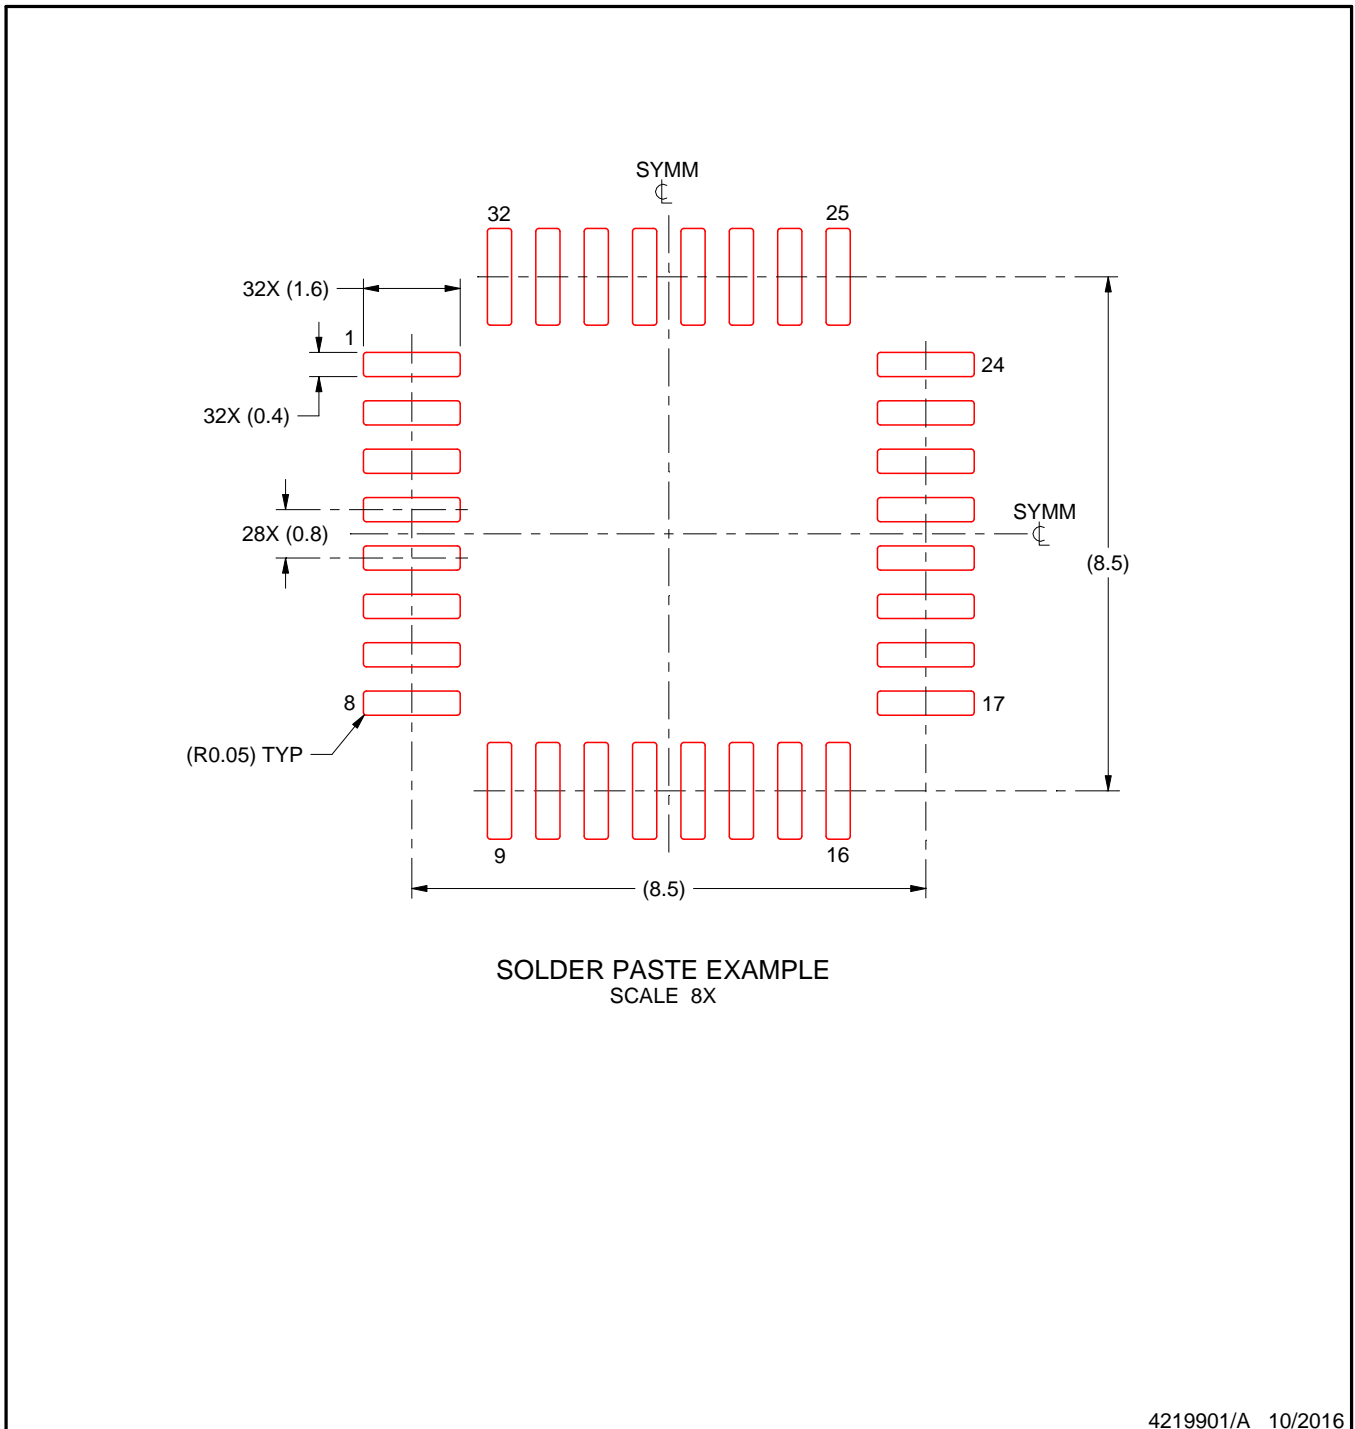 SYMM
32
25
32X (1.6)
1
24
32X (0.4)
SYMM
28X (0.8)
(8.5)
8
17
(R0.05) TYP
9
16
(8.5)
SOLDER PASTE EXAMPLE
SCALE 8X
4219901/A 10/2016